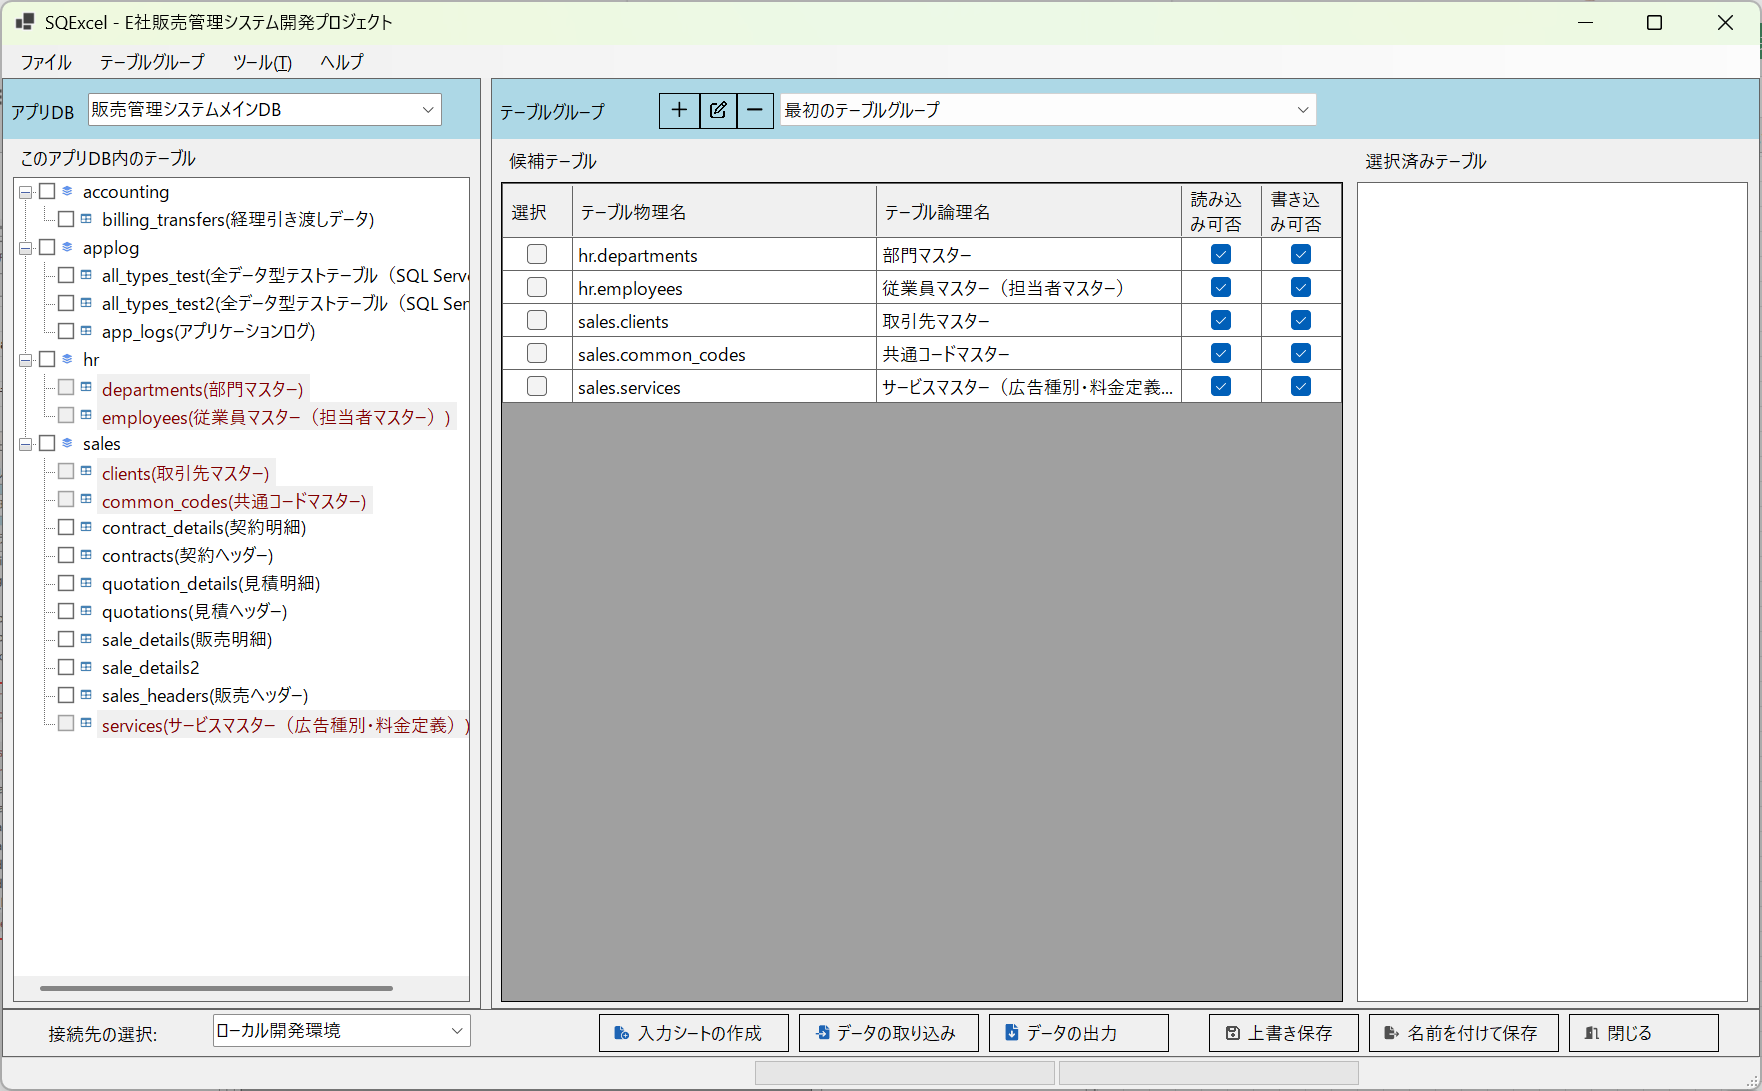 SQExcel - E社販売管理システム開発プロジェクト
ファイル テーブルグループ ツール(T) ヘルプ
アプリDB 販売管理システムメインDB
テーブルグループ 最初のテーブルグループ
このアプリDB内のテーブル
accounting
billing_transfers(経理引き渡しデータ)
applog
all_types_test(全データ型テストテーブル（SQL Serve
all_types_test2(全データ型テストテーブル（SQL Ser
app_logs(アプリケーションログ)
hr
departments(部門マスター)
employees(従業員マスター（担当者マスター）)
sales
clients(取引先マスター)
common_codes(共通コードマスター)
contract_details(契約明細)
contracts(契約ヘッダー)
quotation_details(見積明細)
quotations(見積ヘッダー)
sale_details(販売明細)
sale_details2
sales_headers(販売ヘッダー)
services(サービスマスター（広告種別・料金定義）)
候補テーブル
選択 テーブル物理名 テーブル論理名 読み込み可否 書き込み可否
hr.departments 部門マスター
hr.employees 従業員マスター（担当者マスター）
sales.clients 取引先マスター
sales.common_codes 共通コードマスター
sales.services サービスマスター（広告種別・料金定義...
選択済みテーブル
接続先の選択: ローカル開発環境
入力シートの作成 データの取り込み データの出力 上書き保存 名前を付けて保存 閉じる